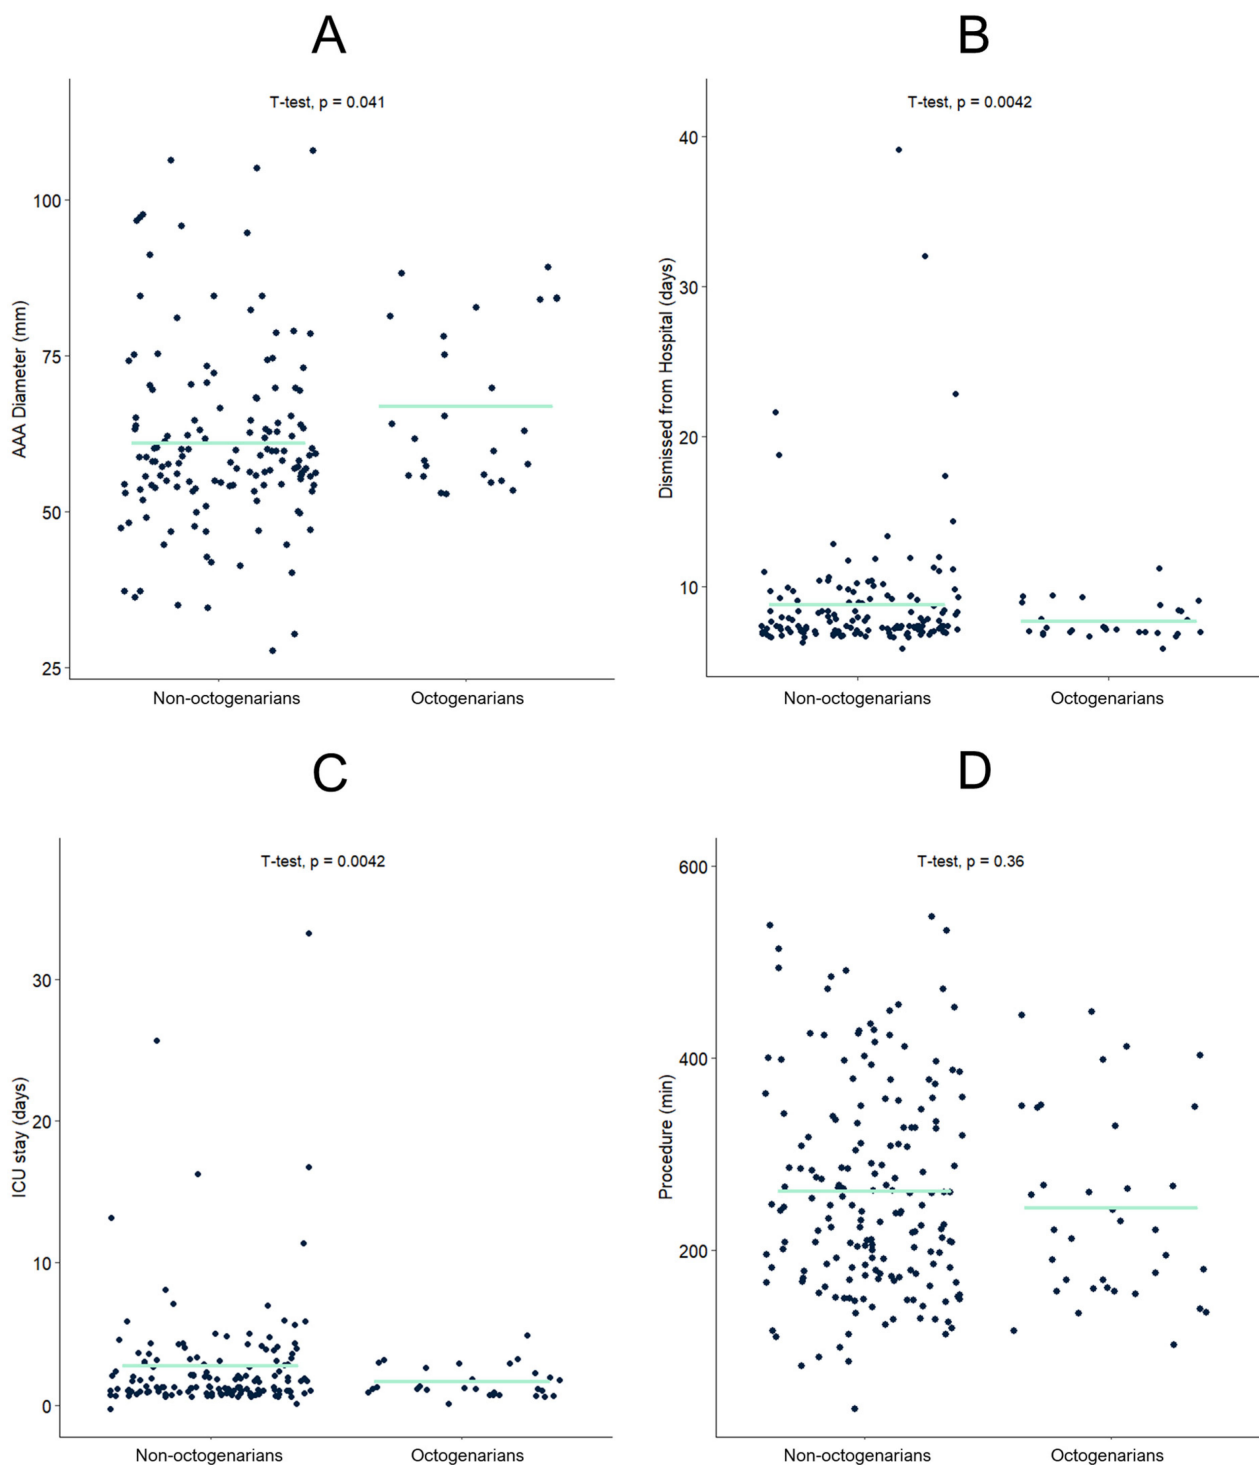 A
T-test, p = 0.041
AAA Diameter (mm)
100
75
50
25
Non-octogenarians
Octogenarians
B
T-test, p = 0.0042
Dismissed from Hospital (days)
40
30
20
10
Non-octogenarians
Octogenarians
C
T-test, p = 0.0042
ICU stay (days)
30
20
10
0
Non-octogenarians
Octogenarians
D
T-test, p = 0.36
Procedure (min)
600
400
200
Non-octogenarians
Octogenarians